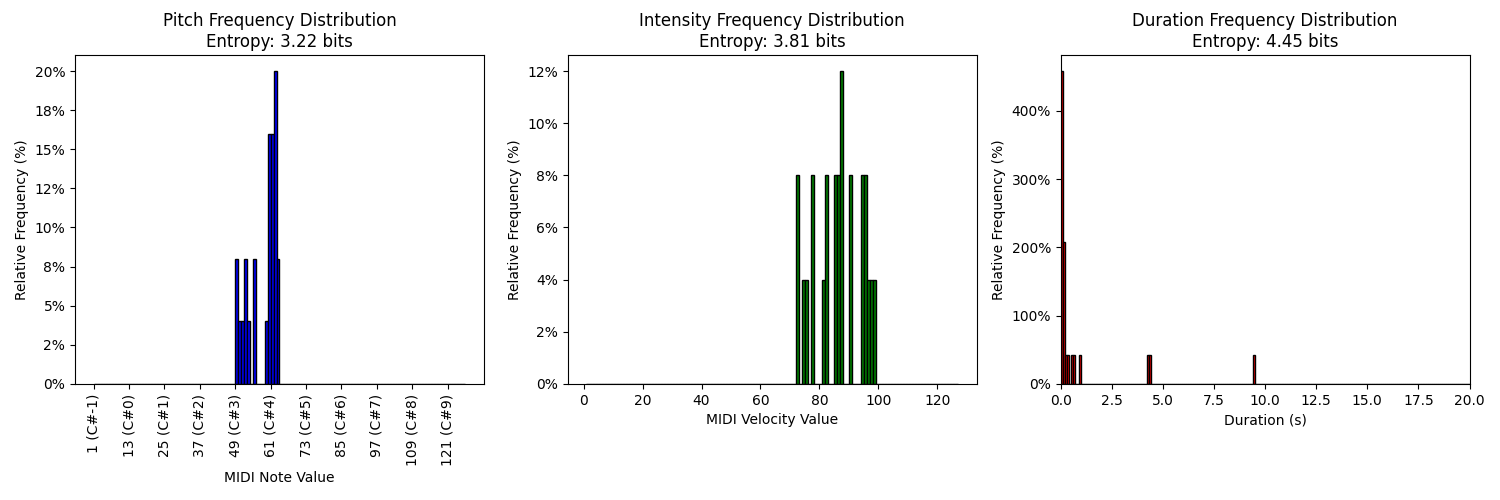 Pitch Frequency Distribution
Entropy: 3.22 bits
20%
18%
15%
12%
10%
8%
5%
2%
0%
Relative Frequency (%)
1 (C#-1)
13 (C#0)
25 (C#1)
37 (C#2)
49 (C#3)
61 (C#4)
73 (C#5)
85 (C#6)
97 (C#7)
109 (C#8)
121 (C#9)
MIDI Note Value
Intensity Frequency Distribution
Entropy: 3.81 bits
12%
10%
8%
6%
4%
2%
0%
Relative Frequency (%)
0 20 40 60 80 100 120
MIDI Velocity Value
Duration Frequency Distribution
Entropy: 4.45 bits
400%
300%
200%
100%
0%
Relative Frequency (%)
0.0 2.5 5.0 7.5 10.0 12.5 15.0 17.5 20.0
Duration (s)